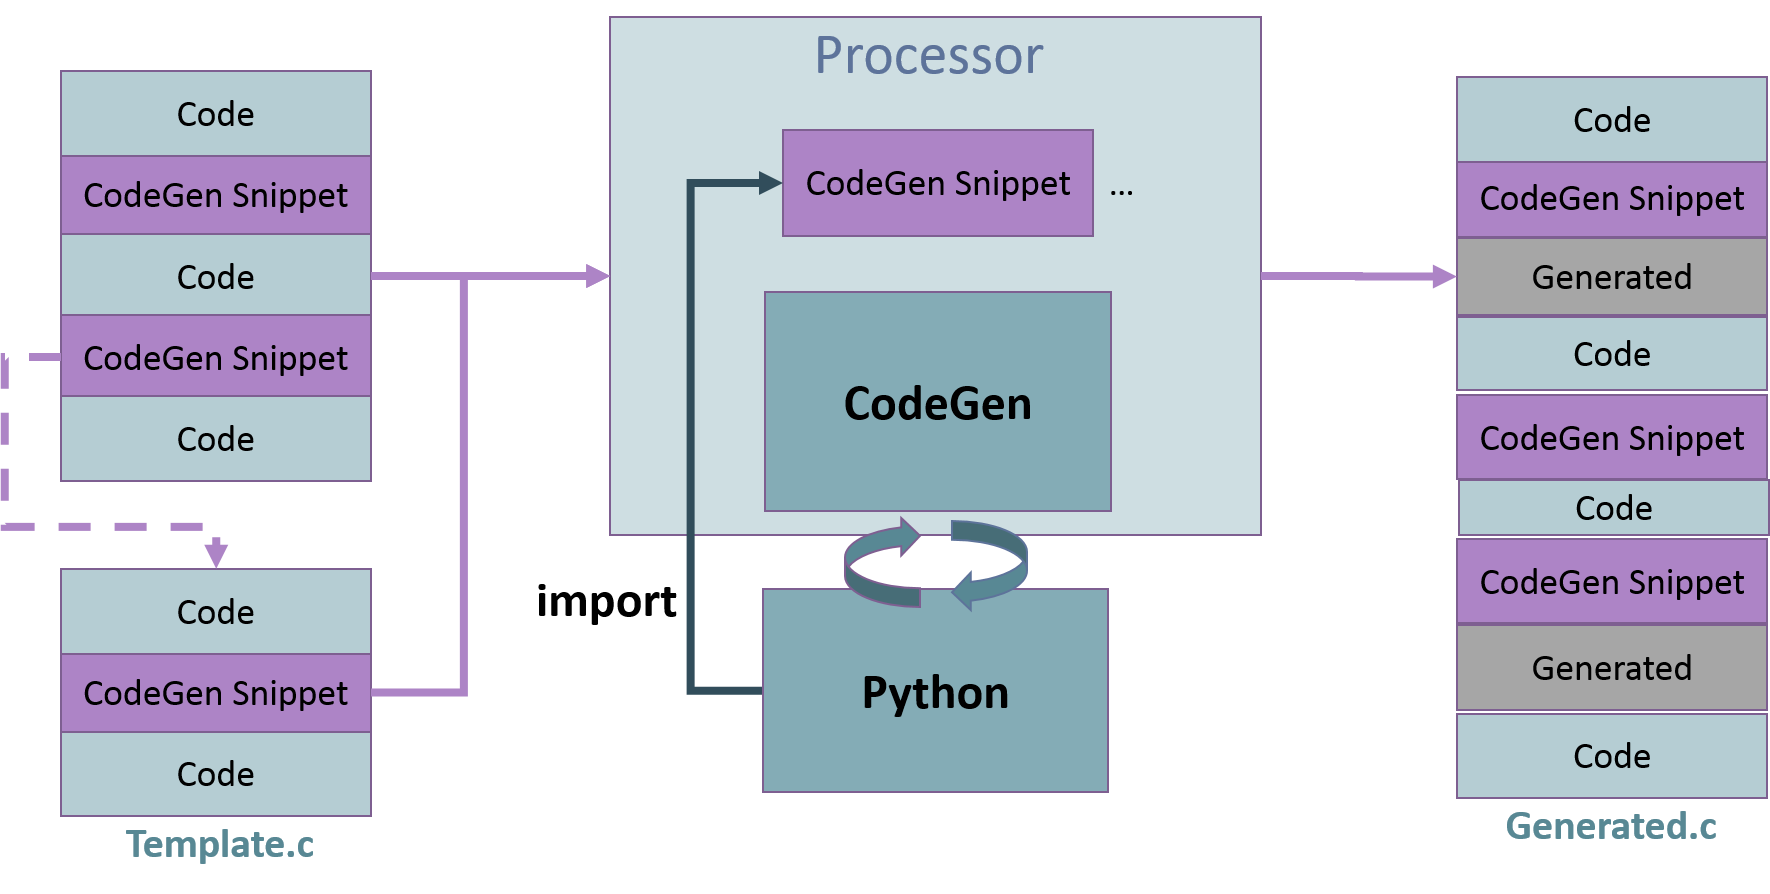 Code
CodeGen Snippet
Code
CodeGen Snippet
Code
Code
CodeGen Snippet
Code
Template.c
Processor
CodeGen Snippet ...
CodeGen
import
Python
Code
CodeGen Snippet
Generated
Code
CodeGen Snippet
Code
CodeGen Snippet
Generated
Code
Generated.c